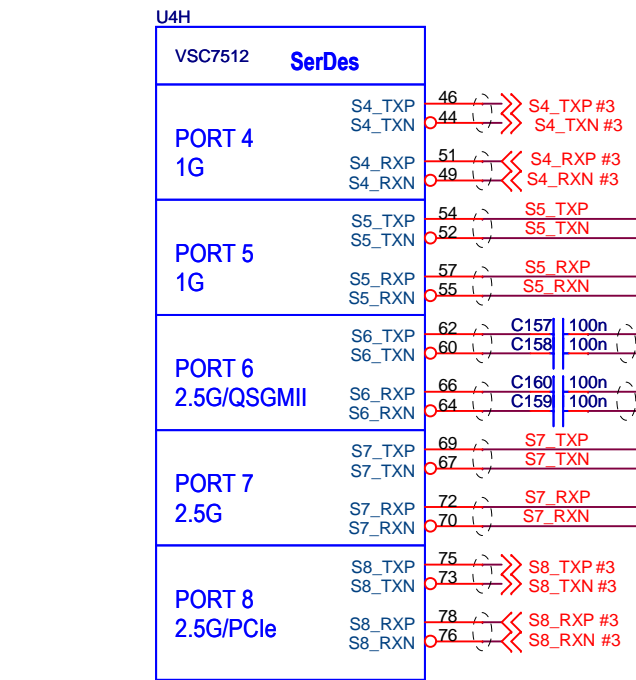 U4H
VSC7512 SerDes
S4_TXP 46 S4_TXP #3
S4_TXN 44 S4_TXN #3
PORT 4
1G
S4_RXP 51 S4_RXP #3
S4_RXN 49 S4_RXN #3
S5_TXP 54 S5_TXP
S5_TXN 52 S5_TXN
PORT 5
1G
S5_RXP 57 S5_RXP
S5_RXN 55 S5_RXN
S6_TXP 62 C157 100n
S6_TXN 60 C158 100n
PORT 6
2.5G/QSGMII
S6_RXP 66 C160 100n
S6_RXN 64 C159 100n
S7_TXP 69 S7_TXP
S7_TXN 67 S7_TXN
PORT 7
2.5G
S7_RXP 72 S7_RXP
S7_RXN 70 S7_RXN
S8_TXP 75 S8_TXP #3
S8_TXN 73 S8_TXN #3
PORT 8
2.5G/PCIe
S8_RXP 78 S8_RXP #3
S8_RXN 76 S8_RXN #3